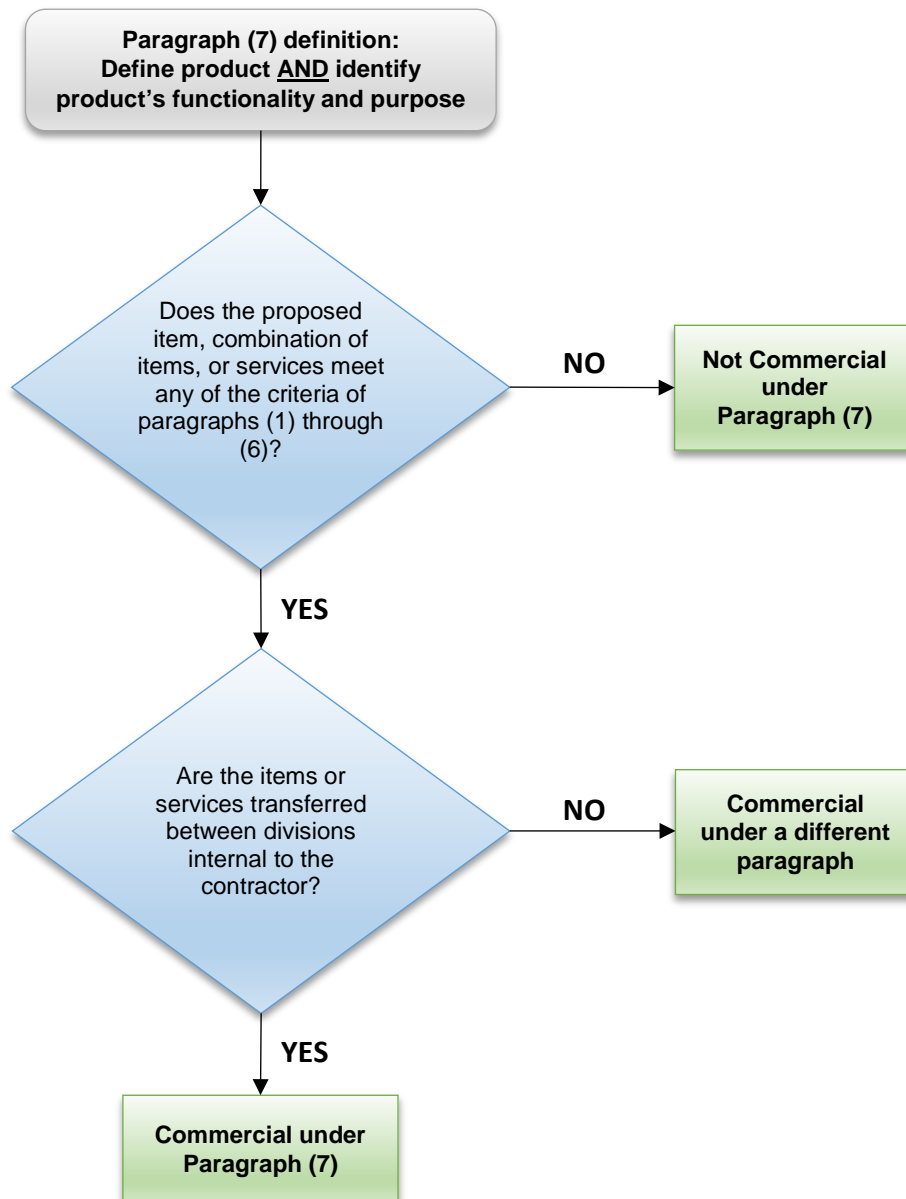 Paragraph (7) definition:
Define product AND identify
product’s functionality and purpose
Does the proposed
item, combination of
items, or services meet
any of the criteria of
paragraphs (1) through
(6)?
NO
Not Commercial
under
Paragraph (7)
YES
Are the items or
services transferred
between divisions
internal to the
contractor?
NO
Commercial
under a different
paragraph
YES
Commercial under
Paragraph (7)